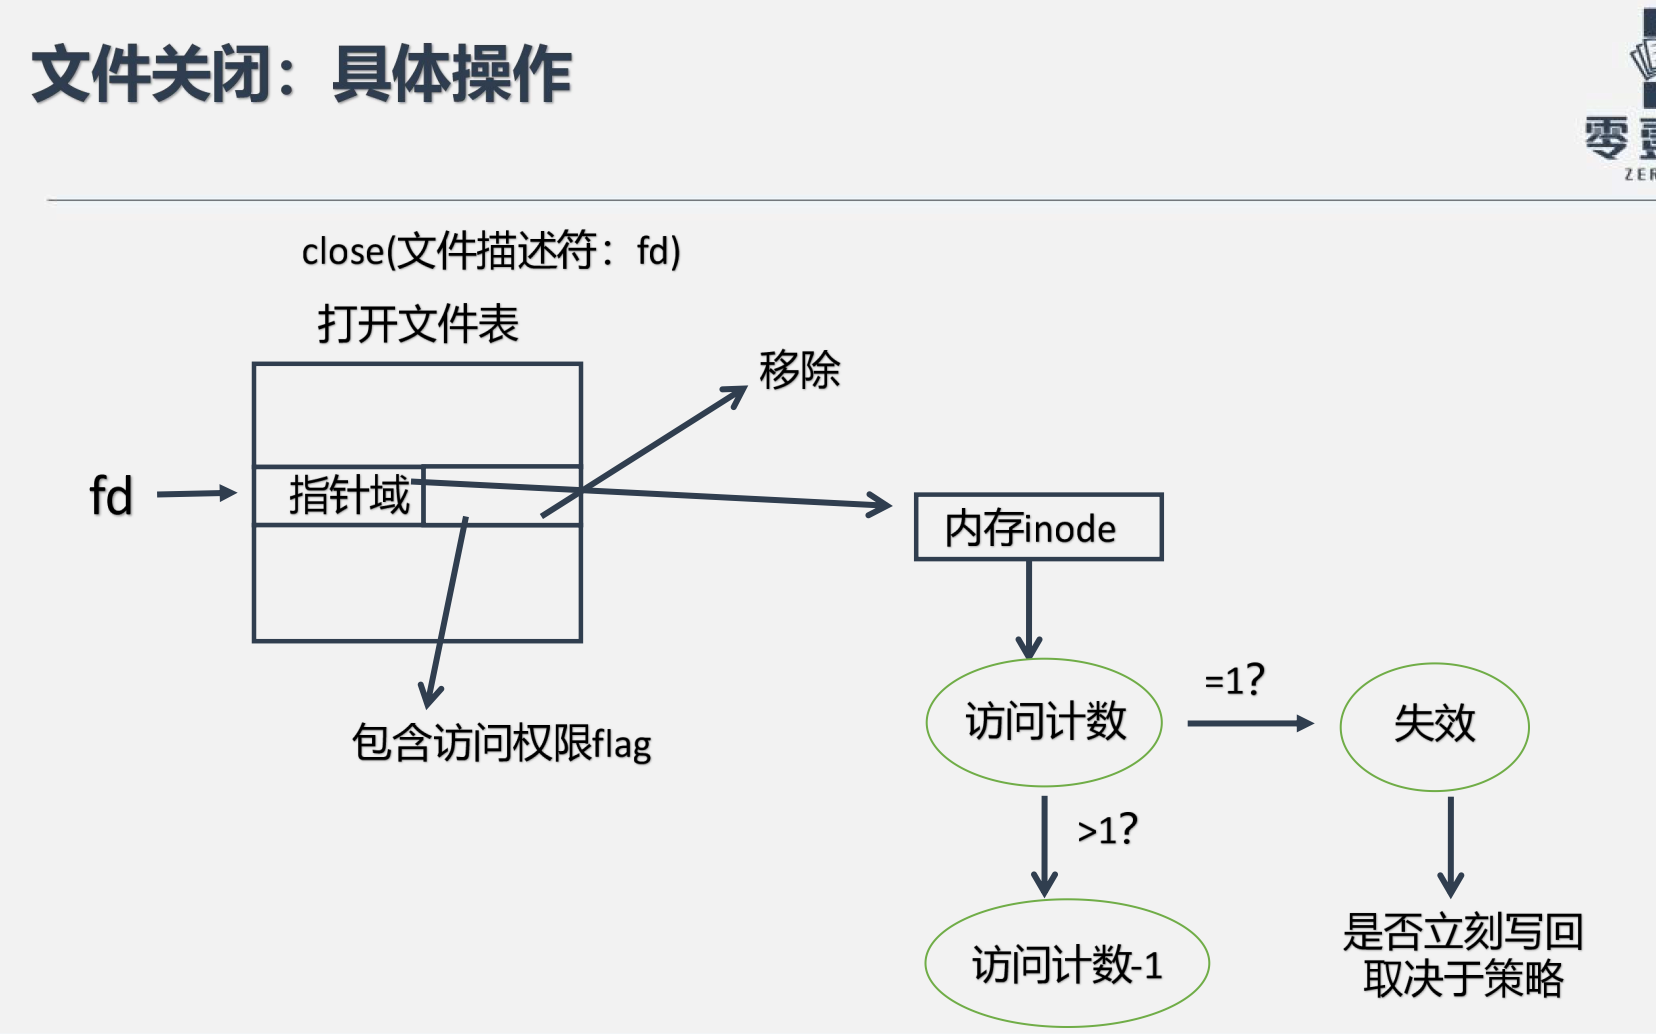 文件关闭：具体操作
零
ZER
close(文件描述符：fd)
打开文件表
移除
fd
指针域
内存inode
=1?
访问计数
失效
包含访问权限flag
>1?
是否立刻写回
取决于策略
访问计数-1